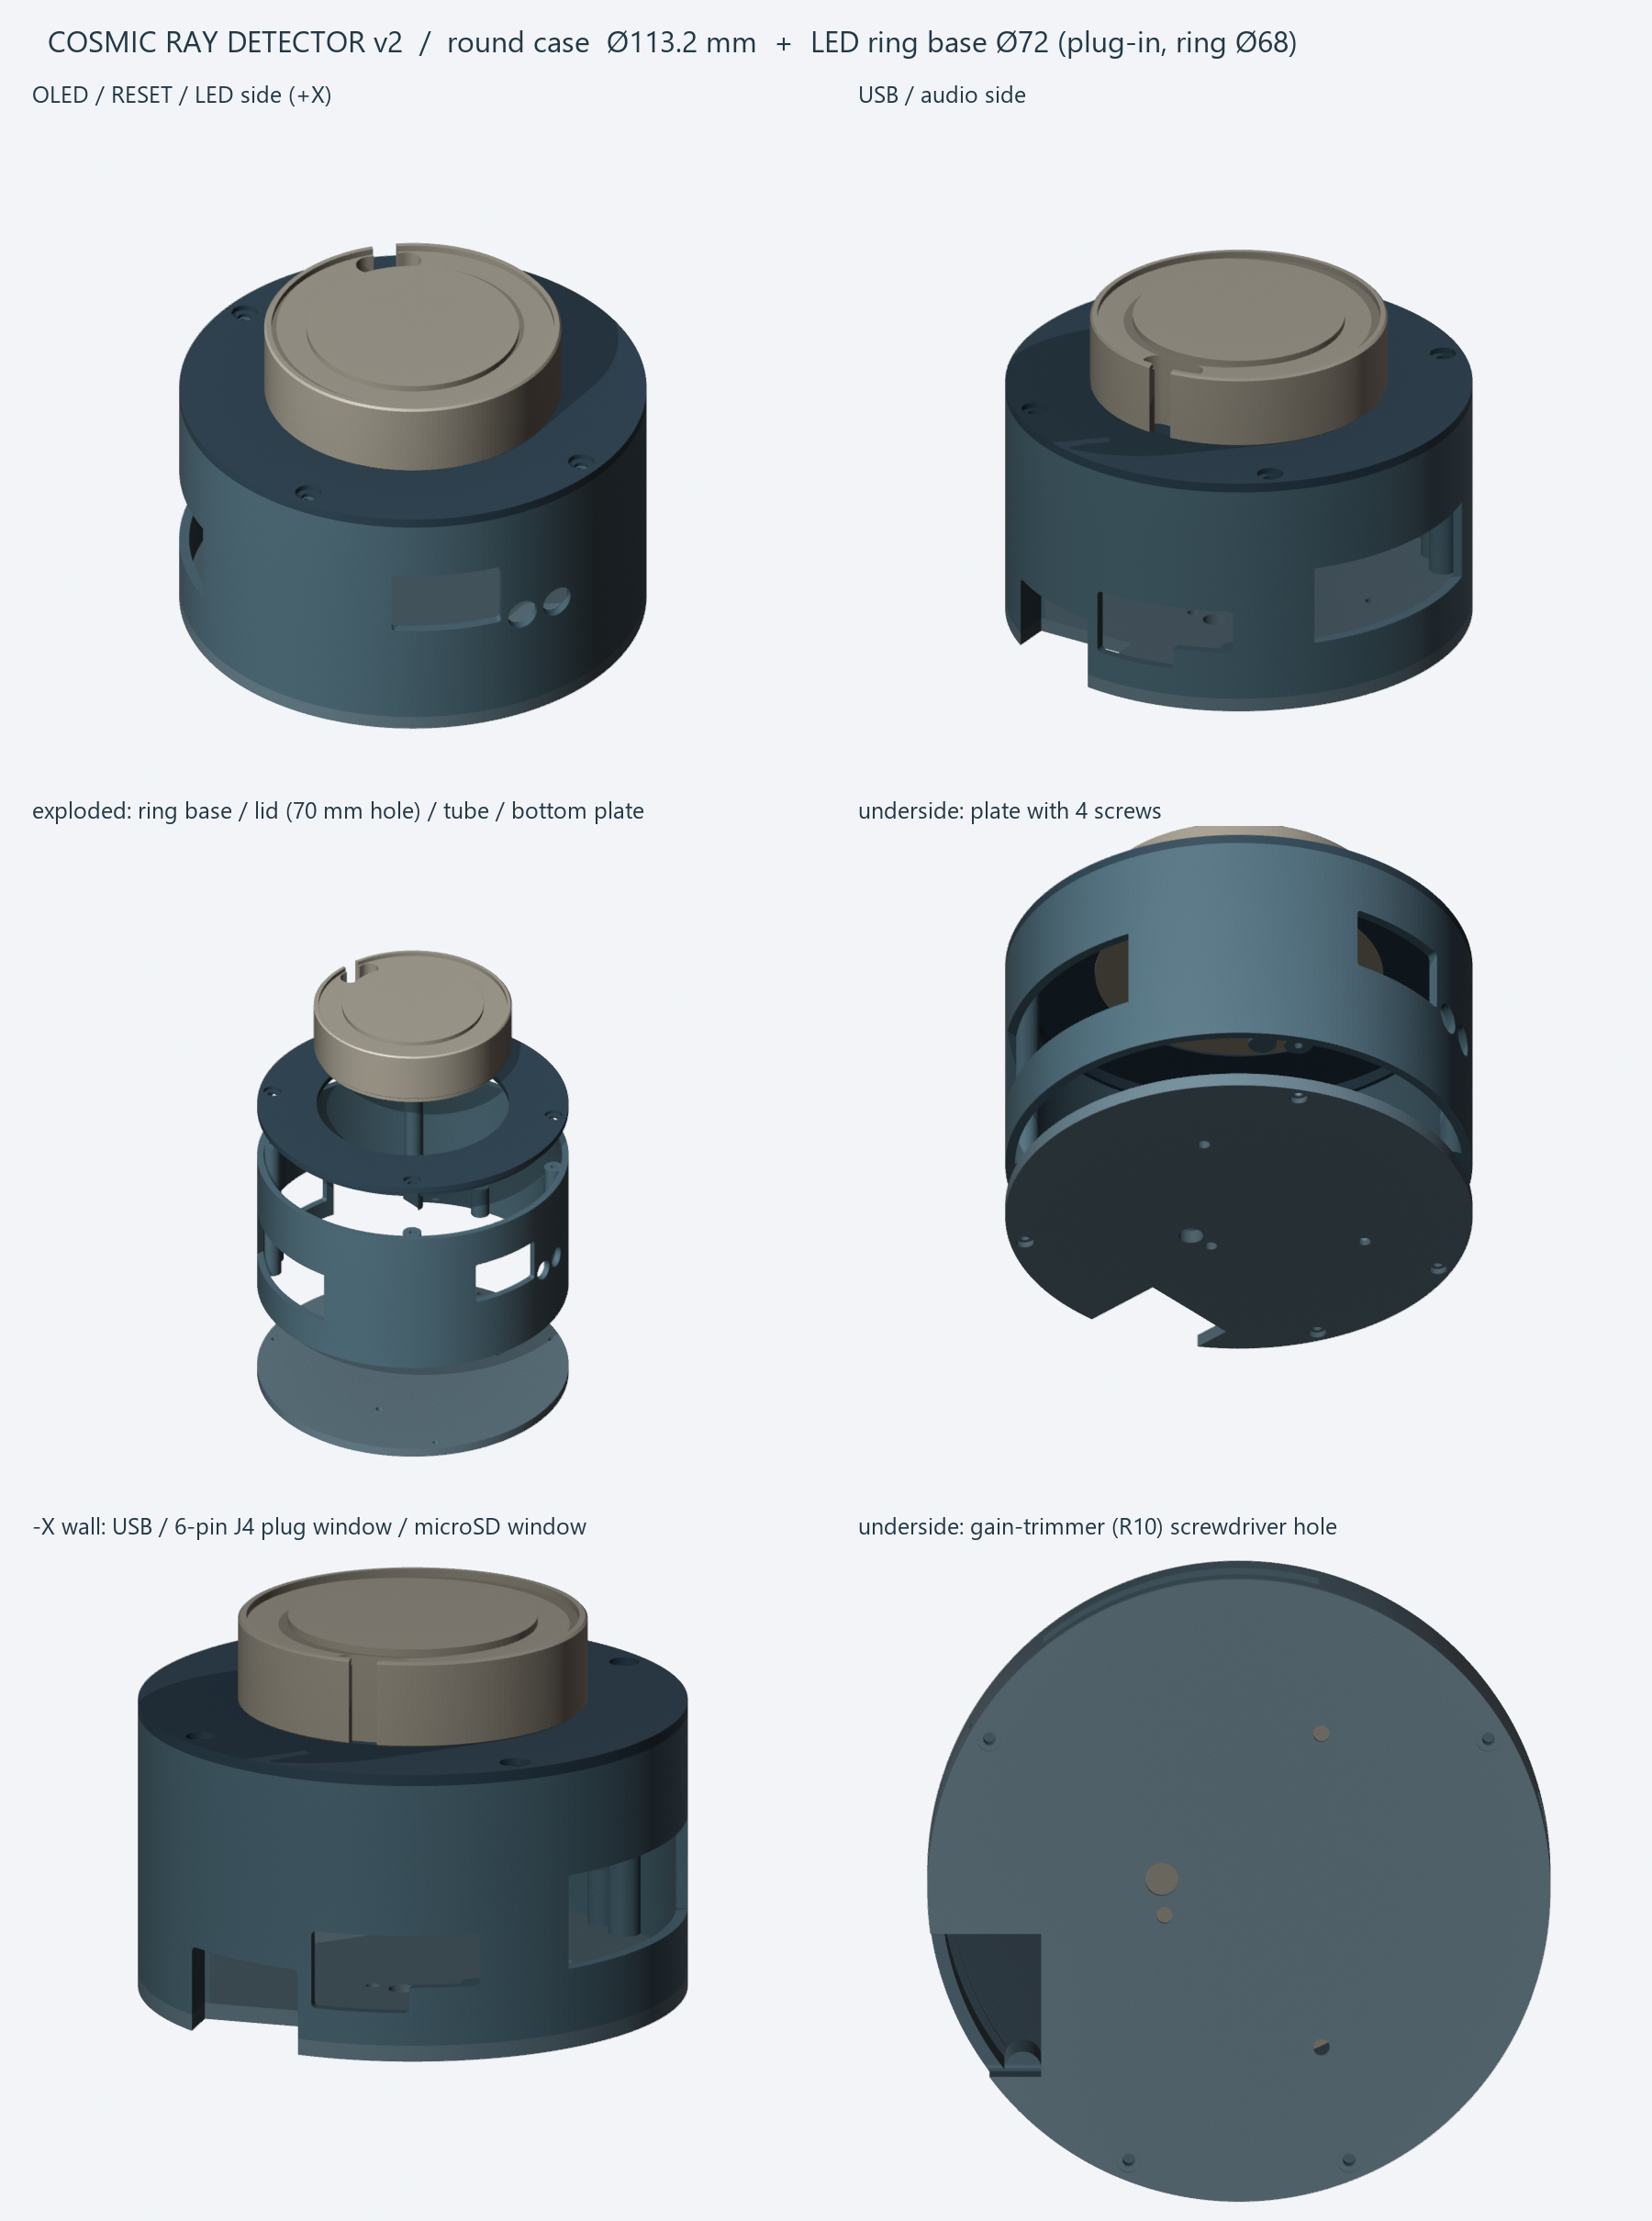 COSMIC RAY DETECTOR v2 / round case Ø113.2 mm + LED ring base Ø72 (plug-in, ring Ø68)
OLED / RESET / LED side (+X)
USB / audio side
exploded: ring base / lid (70 mm hole) / tube / bottom plate
underside: plate with 4 screws
-X wall: USB / 6-pin J4 plug window / microSD window
underside: gain-trimmer (R10) screwdriver hole